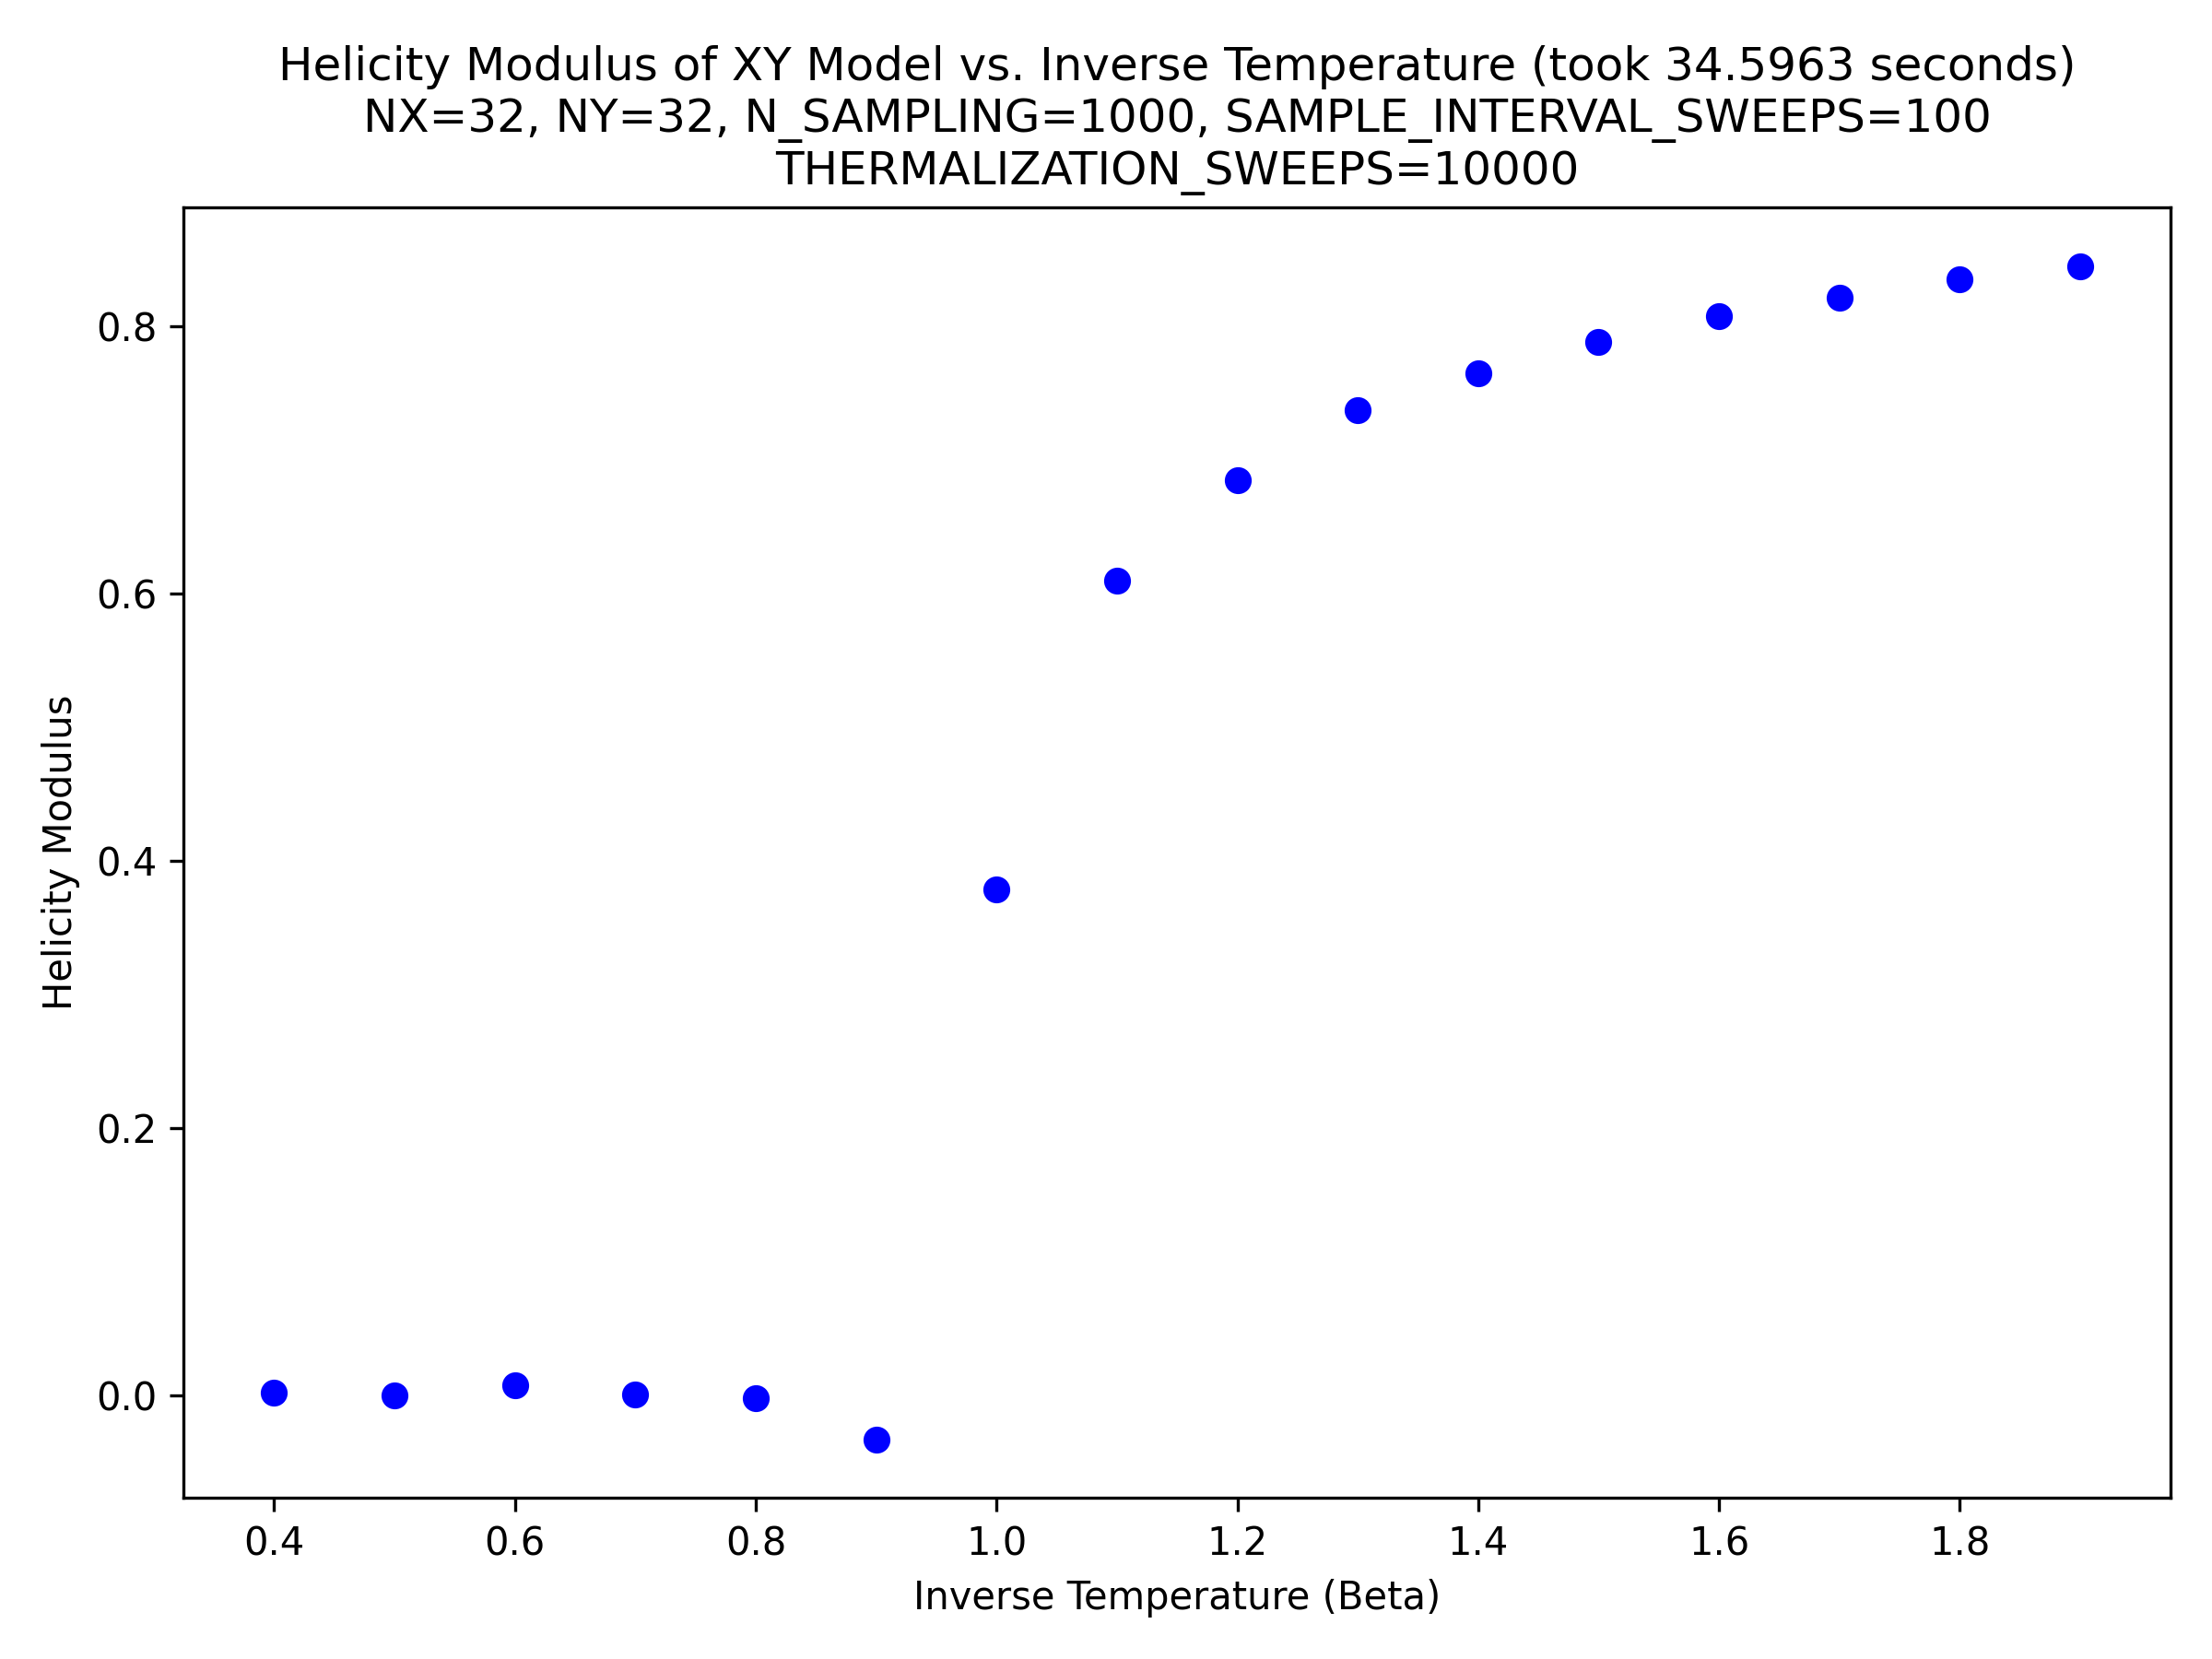 Helicity Modulus of XY Model vs. Inverse Temperature (took 34.5963 seconds)
NX=32, NY=32, N_SAMPLING=1000, SAMPLE_INTERVAL_SWEEPS=100
THERMALIZATION_SWEEPS=10000
Helicity Modulus
0.8
0.6
0.4
0.2
0.0
0.4 0.6 0.8 1.0 1.2 1.4 1.6 1.8
Inverse Temperature (Beta)